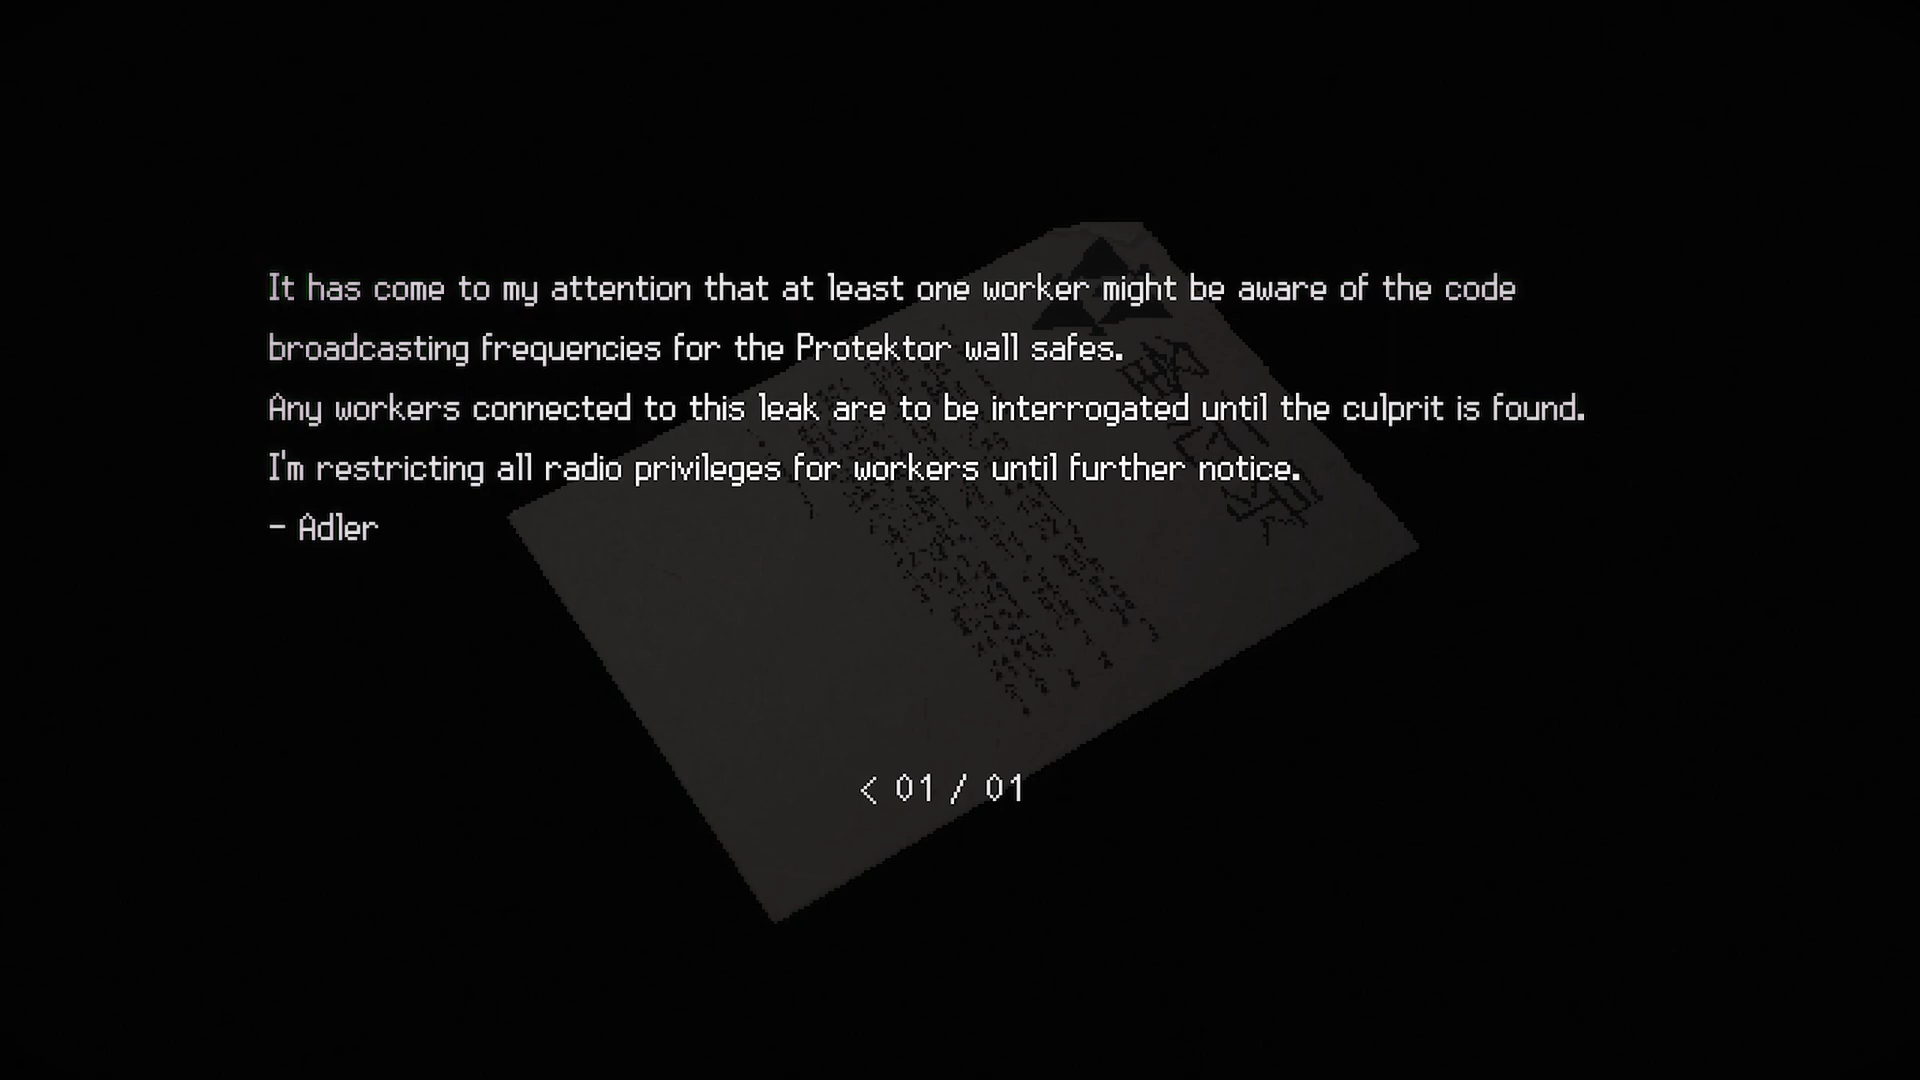 It has come to my attention that at least one worker might be aware of the code
broadcasting frequencies for the Protektor wall safes.
Any workers connected to this leak are to be interrogated until the culprit is found.
I'm restricting all radio privileges for workers until further notice.
- Adler
< 01 / 01